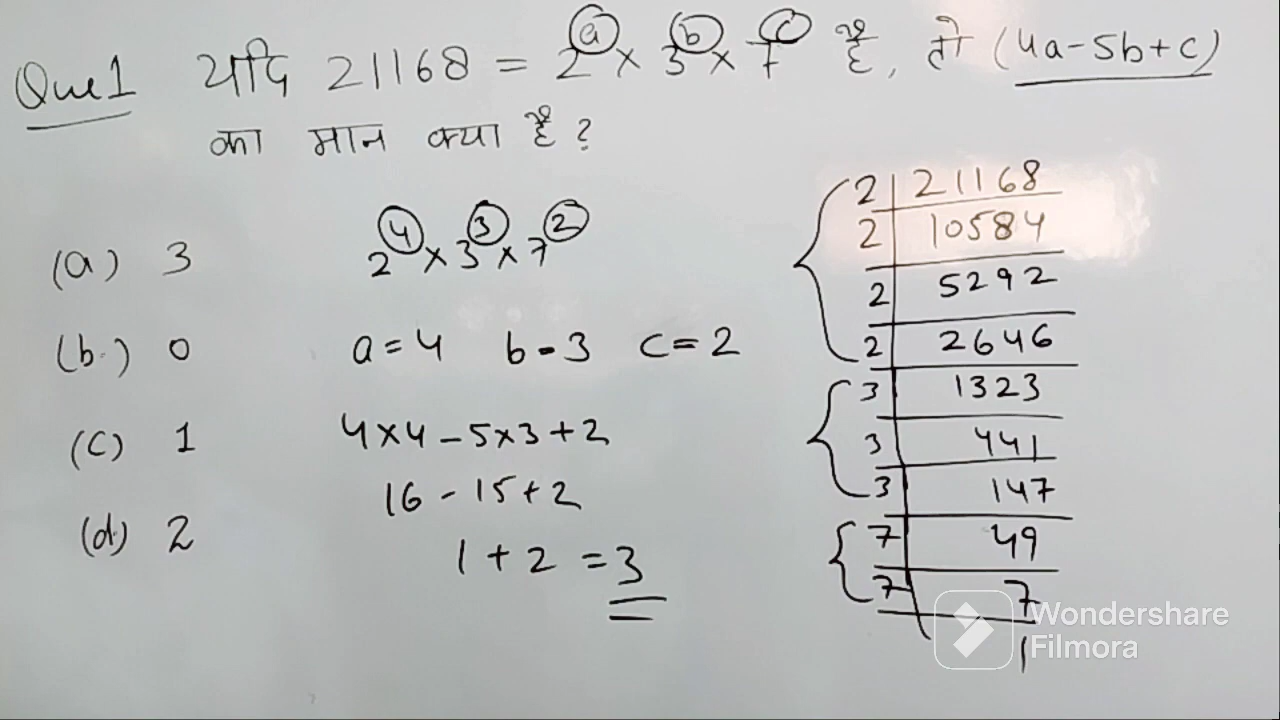 Que 1 यदि 21168 = 2^a × 3^b × 7^c है, तो (4a-5b+c)
का मान क्या है?
(a) 3
(b.) 0
(c) 1
(d.) 2
2^4 × 3^3 × 7^2
a=4 b=3 c=2
4×4-5×3+2
16-15+2
1+2=3
2|21168
2|10584
2|5292
2|2646
3|1323
3|441
3|147
7|49
7|7
1
Wondershare
Filmora